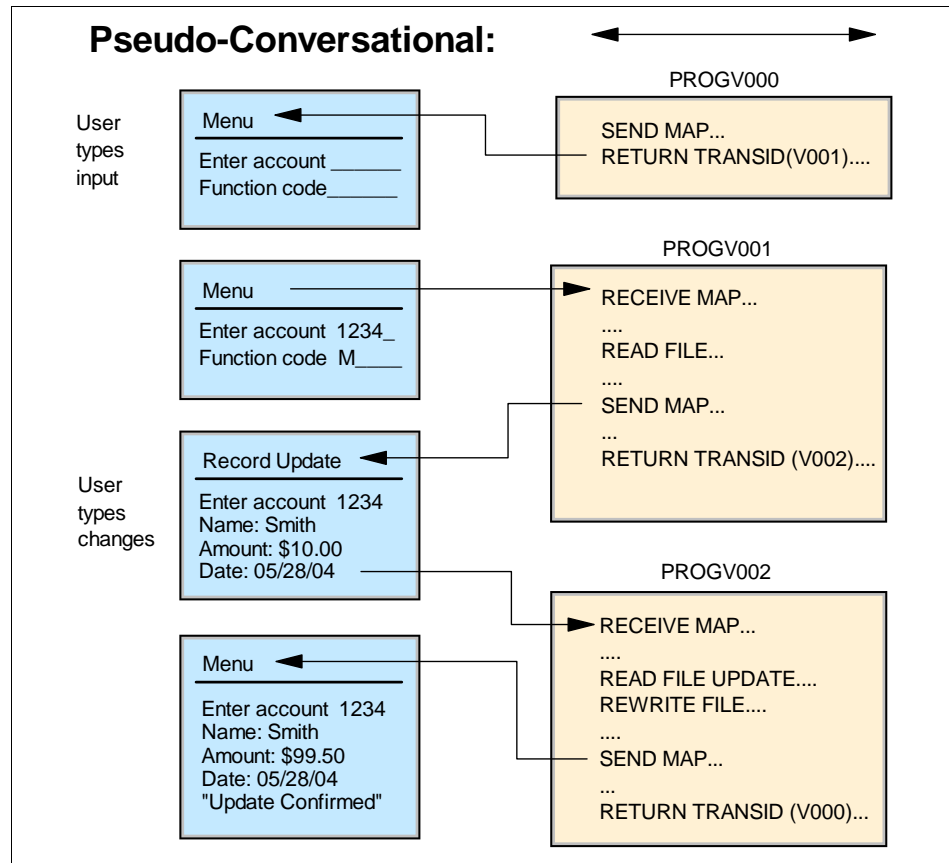 Pseudo-Conversational:
PROGV000
User
types
input
Menu
Enter account ______
Function code_______
SEND MAP...
RETURN TRANSID(V001)....
PROGV001
Menu
Enter account 1234_
Function code M____
RECEIVE MAP...
....
READ FILE...
....
SEND MAP...
...
RETURN TRANSID (V002)....
User
types
changes
Record Update
Enter account 1234
Name: Smith
Amount: $10.00
Date: 05/28/04
PROGV002
RECEIVE MAP...
....
READ FILE UPDATE....
REWRITE FILE....
....
SEND MAP...
...
RETURN TRANSID (V000)....
Menu
Enter account 1234
Name: Smith
Amount: $99.50
Date: 05/28/04
"Update Confirmed"